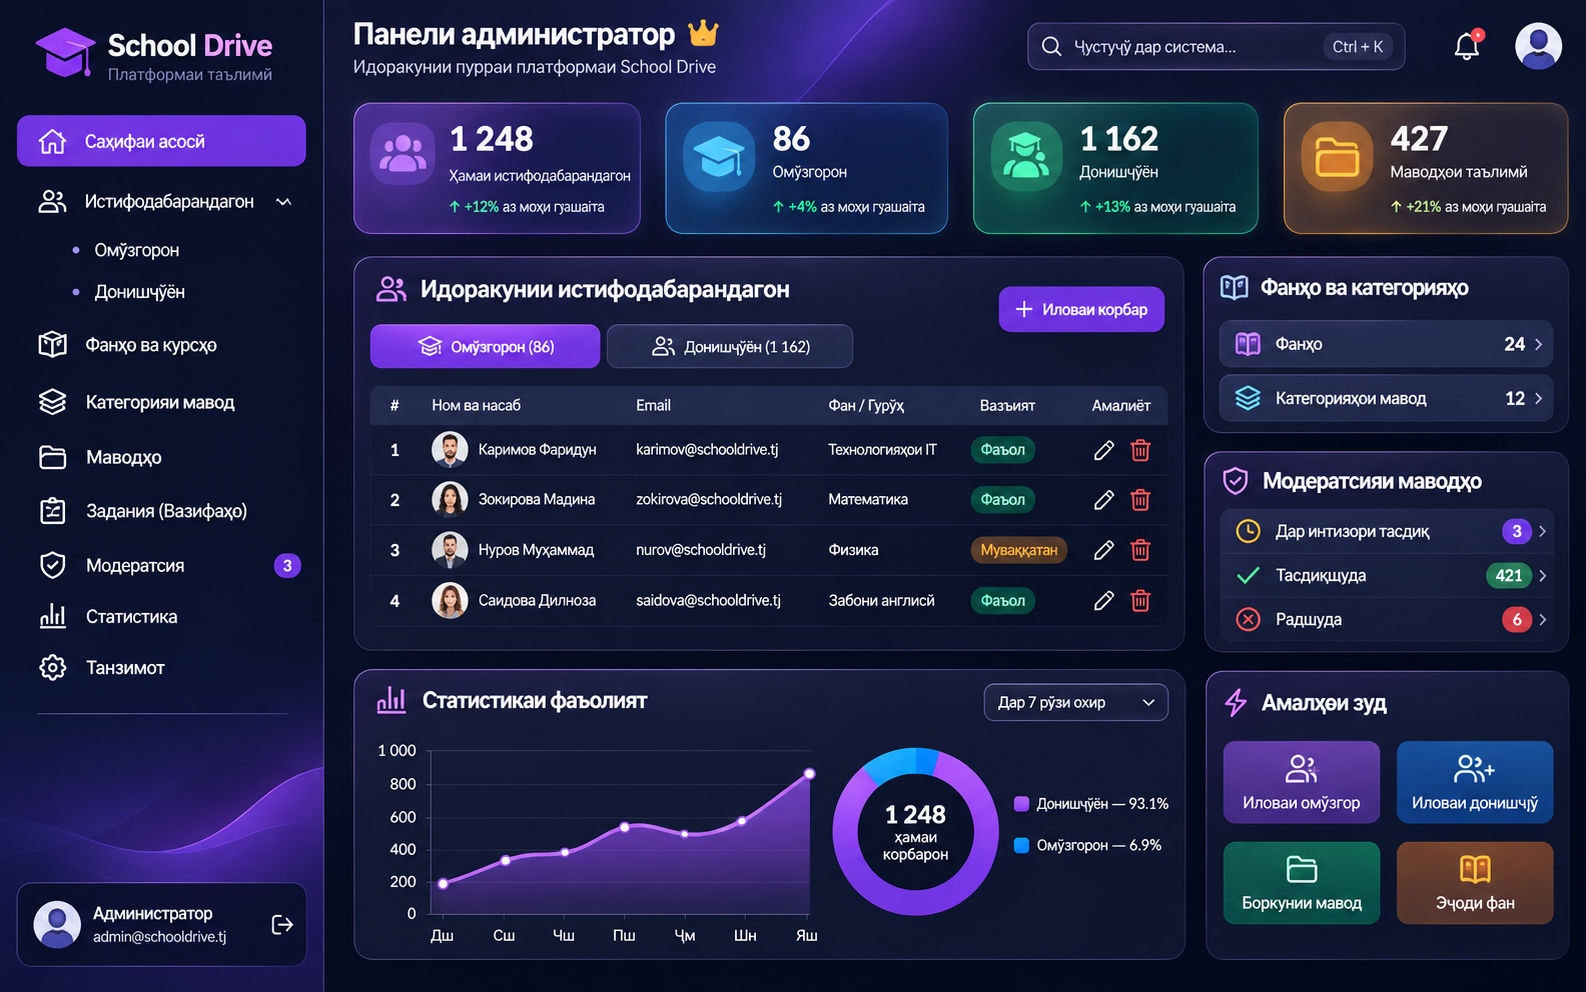 School Drive
Платформаи таълимӣ
Саҳифаи асосӣ
Истифодабарандагон
Омӯзгорон
Донишҷӯён
Фанҳо ва курсҳо
Категорияи мавод
Маводҳо
Задания (Вазифаҳо)
Модератсия 3
Статистика
Танзимот
Администратор
admin@schooldrive.tj
Панели администратор
Идоракунии пурраи платформаи School Drive
Ҷустуҷӯ дар система... Ctrl + K
1 248
Ҳамаи истифодабарандагон
↑ +12% аз моҳи гузашта
86
Омӯзгорон
↑ +4% аз моҳи гузашта
1 162
Донишҷӯён
↑ +13% аз моҳи гузашта
427
Маводҳои таълимӣ
↑ +21% аз моҳи гузашта
Идоракунии истифодабарандагон
+ Иловаи корбар
Омӯзгорон (86) Донишҷӯён (1 162)
# Ном ва насаб Email Фан / Гурӯҳ Вазъият Амалиёт
1 Каримов Фаридун karimov@schooldrive.tj Технологияҳои IT Фаъол
2 Зокирова Мадина zokirova@schooldrive.tj Математика Фаъол
3 Нуров Муҳаммад nurov@schooldrive.tj Физика Муваққатан
4 Саидова Дилноза saidova@schooldrive.tj Забони англисӣ Фаъол
Фанҳо ва категорияҳо
Фанҳо 24
Категорияҳои мавод 12
Модератсияи маводҳо
Дар интизори тасдиқ 3
Тасдиқшуда 421
Радшуда 6
Статистикаи фаъолият
Дар 7 рӯзи охир
1 000
800
600
400
200
0
Дш Сш Чш Пш Ҷм Шн Яш
1 248
ҳамаи
корбарон
Донишҷӯён — 93.1%
Омӯзгорон — 6.9%
Амалҳөи зуд
Иловаи омӯзгор
Иловаи донишҷӯ
Боркунии мавод
Эҷоди фан